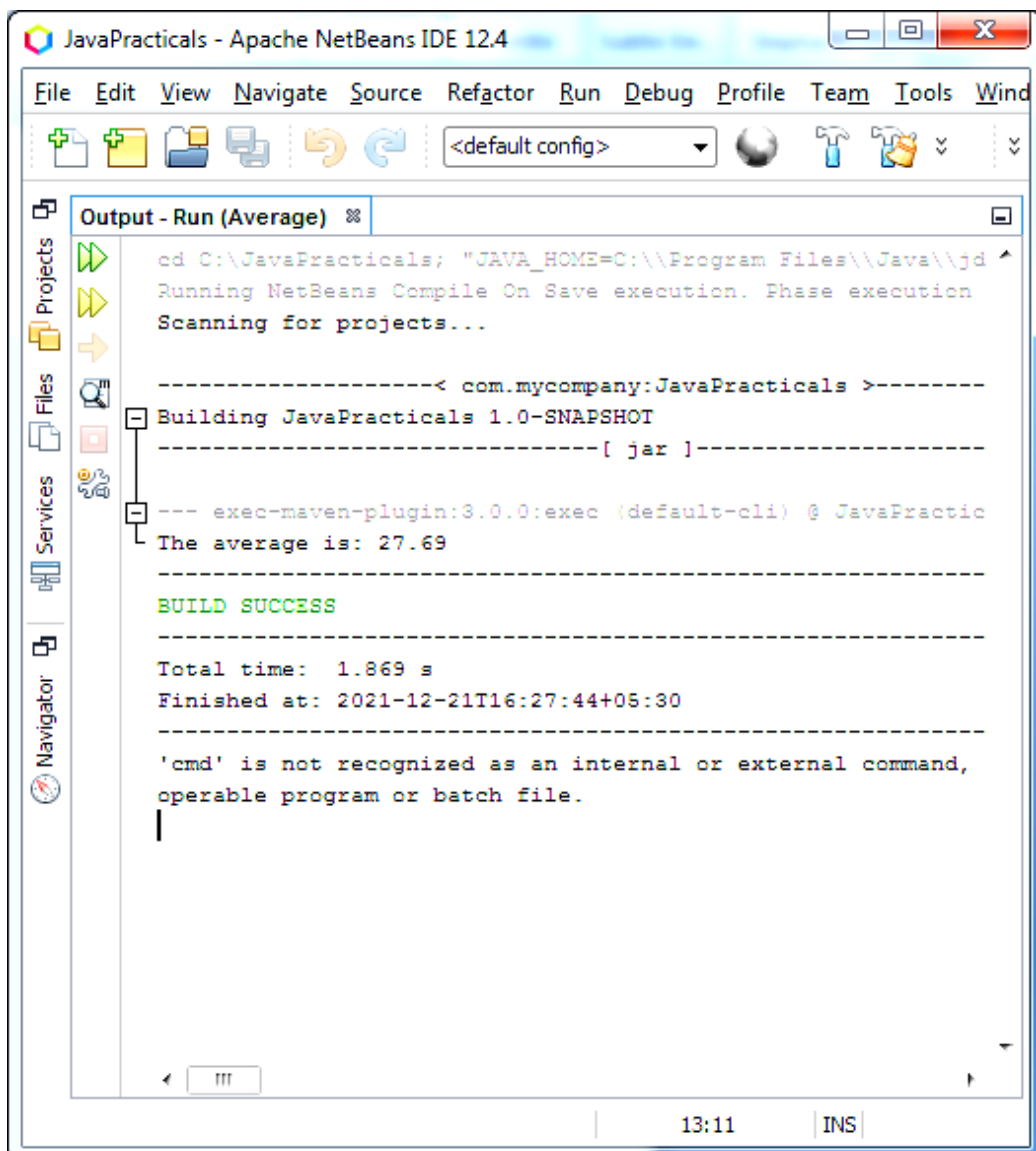 JavaPracticals - Apache NetBeans IDE 12.4
File Edit View Navigate Source Refactor Run Debug Profile Team Tools Wind
<default config>
Output - Run (Average)
Projects
Files
Services
Navigator
cd C:\JavaPracticals; "JAVA_HOME=C:\\Program Files\\Java\\jd
Running NetBeans Compile On Save execution. Phase execution
Scanning for projects...
--------------------< com.mycompany:JavaPracticals >--------
Building JavaPracticals 1.0-SNAPSHOT
--------------------------------[ jar ]---------------------
--- exec-maven-plugin:3.0.0:exec (default-cli) @ JavaPractic
The average is: 27.69
------------------------------------------------------------
BUILD SUCCESS
------------------------------------------------------------
Total time:  1.869 s
Finished at: 2021-12-21T16:27:44+05:30
------------------------------------------------------------
'cmd' is not recognized as an internal or external command,
operable program or batch file.
13:11 INS